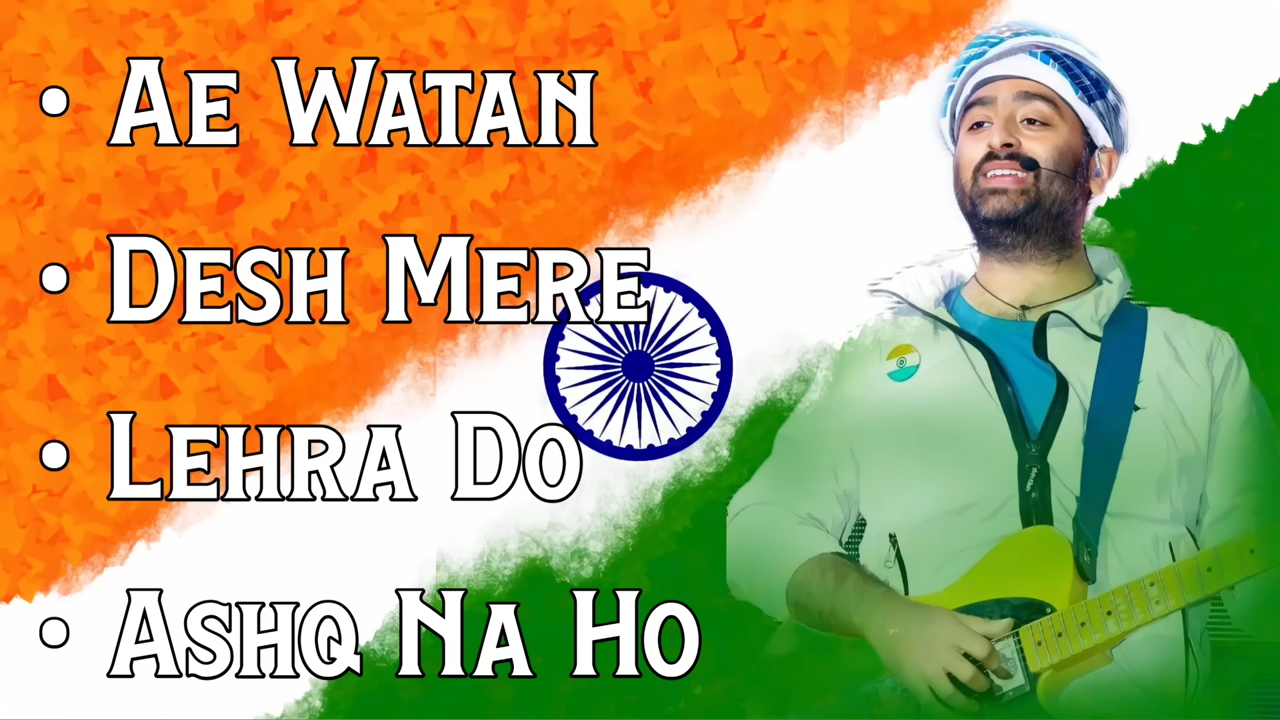 • Ae Watan
• Desh Mere
• Lehra Do
• Ashq Na Ho